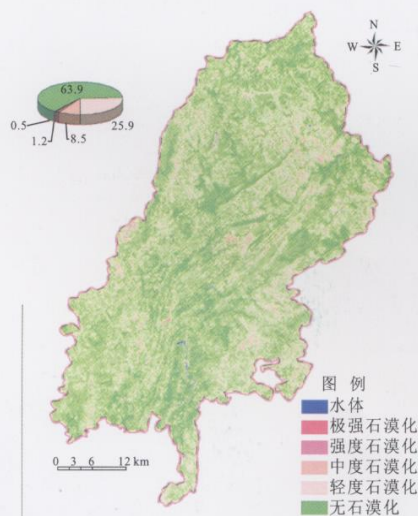 N
W E
S
63.9
0.5
1.2
8.5
25.9
图 例
水体
极强石漠化
强度石漠化
中度石漠化
轻度石漠化
无石漠化
0 3 6 12 km